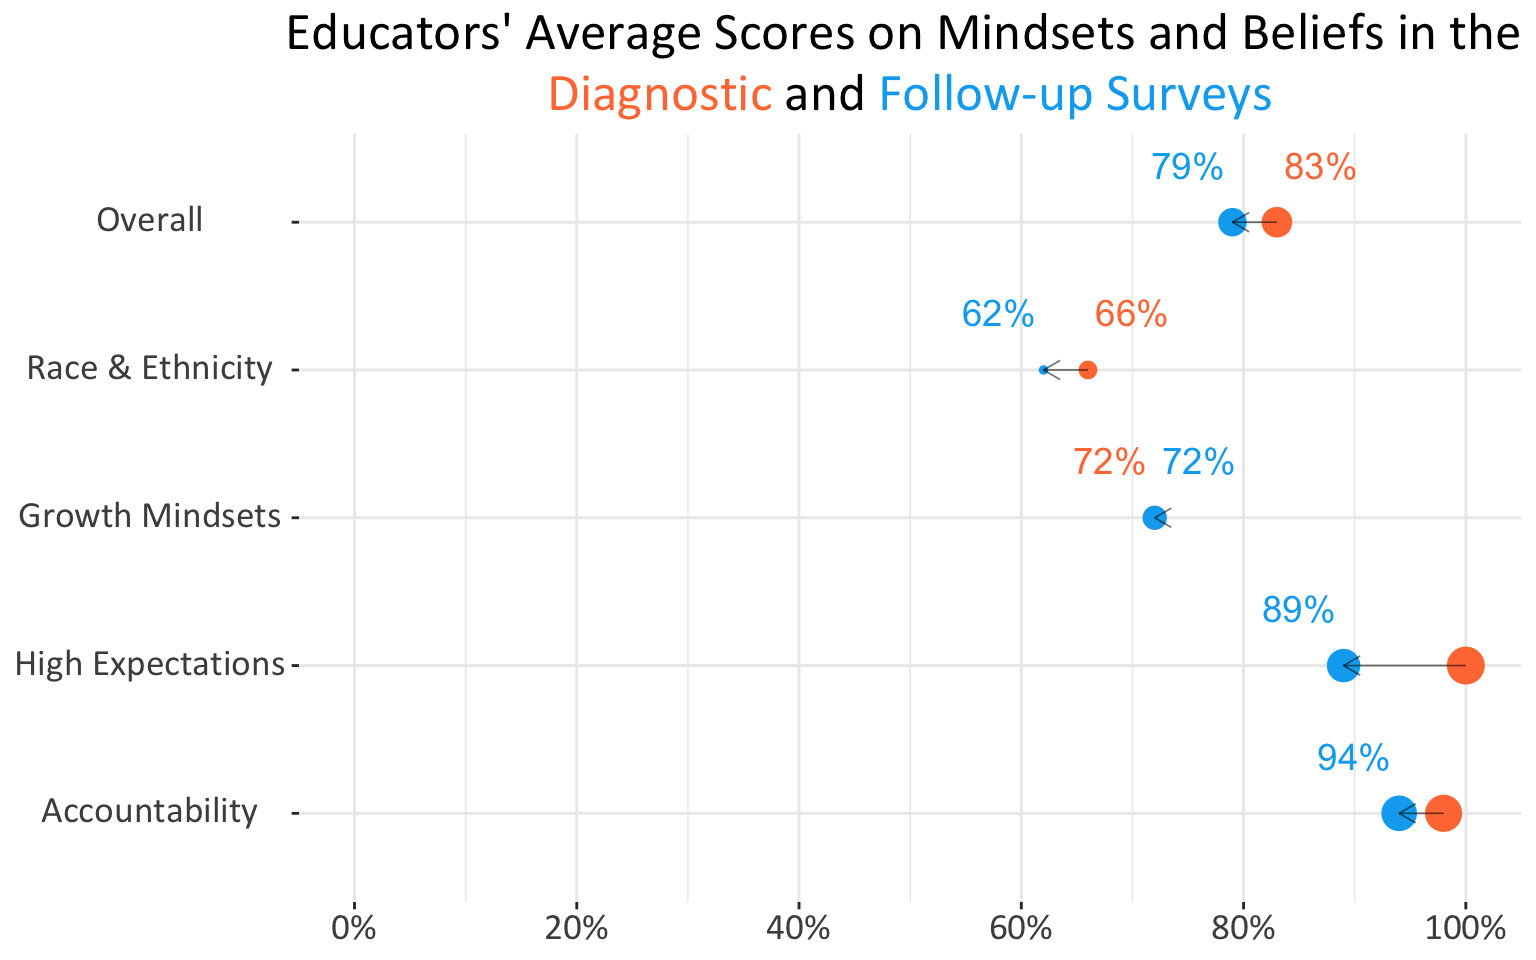 Educators' Average Scores on Mindsets and Beliefs in the
Diagnostic and Follow-up Surveys
79% 83%
Overall
62% 66%
Race & Ethnicity
72% 72%
Growth Mindsets
89%
High Expectations
94%
Accountability
0% 20% 40% 60% 80% 100%